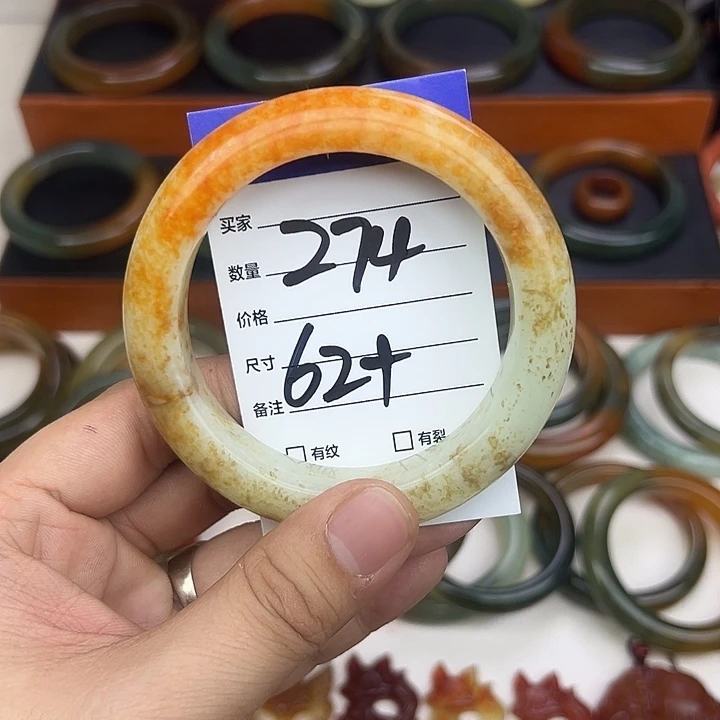 买家
数量 274
价格
尺寸 62+
备注
□ 有纹 □ 有裂